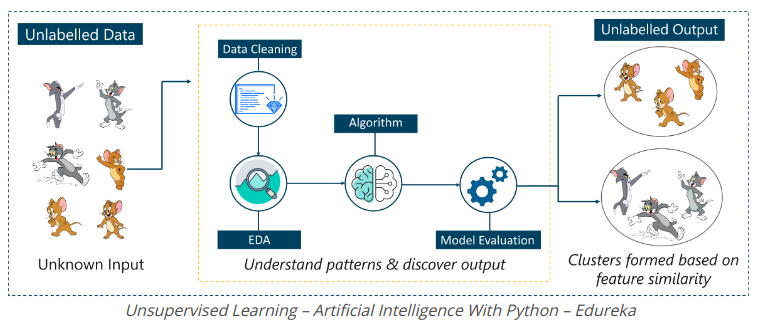 Unlabelled Data
Unlabelled Output
Data Cleaning
Algorithm
EDA
Model Evaluation
Unknown Input
Understand patterns & discover output
Clusters formed based on
feature similarity
Unsupervised Learning – Artificial Intelligence With Python – Edureka